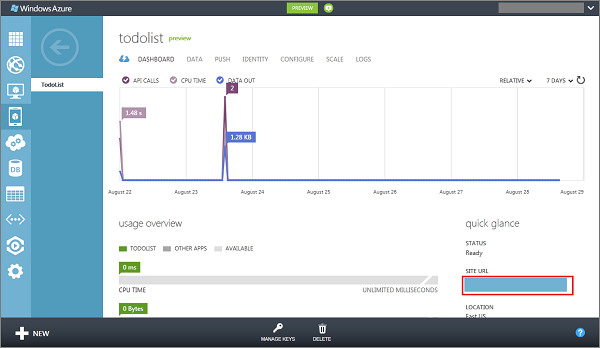 Windows Azure
PREVIEW
todolist preview
TodoList
DASHBOARD DATA PUSH IDENTITY CONFIGURE SCALE LOGS
API CALLS CPU TIME DATA OUT RELATIVE 7 DAYS
2
1.48 s
1.28 KB
August 22 August 23 August 24 August 25 August 26 August 27 August 28 August 29
usage overview
TODOLIST OTHER APPS AVAILABLE
0 ms
CPU TIME UNLIMITED MILLISECONDS
0 Bytes
quick glance
STATUS
Ready
SITE URL
LOCATION
East US
DB
NEW
MANAGE KEYS
DELETE
?